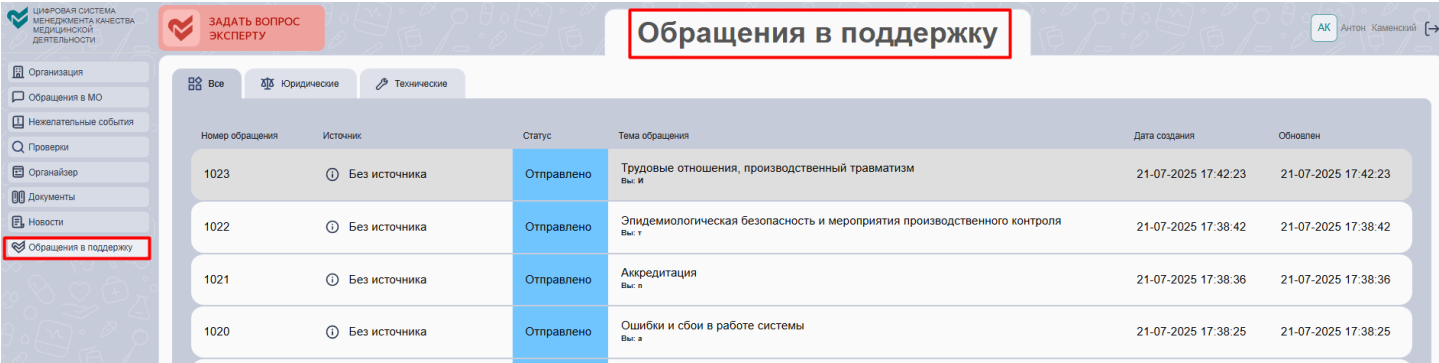 ЦИФРОВАЯ СИСТЕМА
МЕНЕДЖМЕНТА КАЧЕСТВА
МЕДИЦИНСКОЙ
ДЕЯТЕЛЬНОСТИ
ЗАДАТЬ ВОПРОС
ЭКСПЕРТУ
Обращения в поддержку
АК Антон Каменский
Организация
Обращения в МО
Нежелательные события
Проверки
Органайзер
Документы
Новости
Обращения в поддержку
Все Юридические Технические
Номер обращения Источник Статус Тема обращения Дата создания Обновлен
1023 Без источника Отправлено Трудовые отношения, производственный травматизм 21-07-2025 17:42:23 21-07-2025 17:42:23
Вы: И
1022 Без источника Отправлено Эпидемиологическая безопасность и мероприятия производственного контроля 21-07-2025 17:38:42 21-07-2025 17:38:42
Вы: т
1021 Без источника Отправлено Аккредитация 21-07-2025 17:38:36 21-07-2025 17:38:36
Вы: п
1020 Без источника Отправлено Ошибки и сбои в работе системы 21-07-2025 17:38:25 21-07-2025 17:38:25
Вы: а